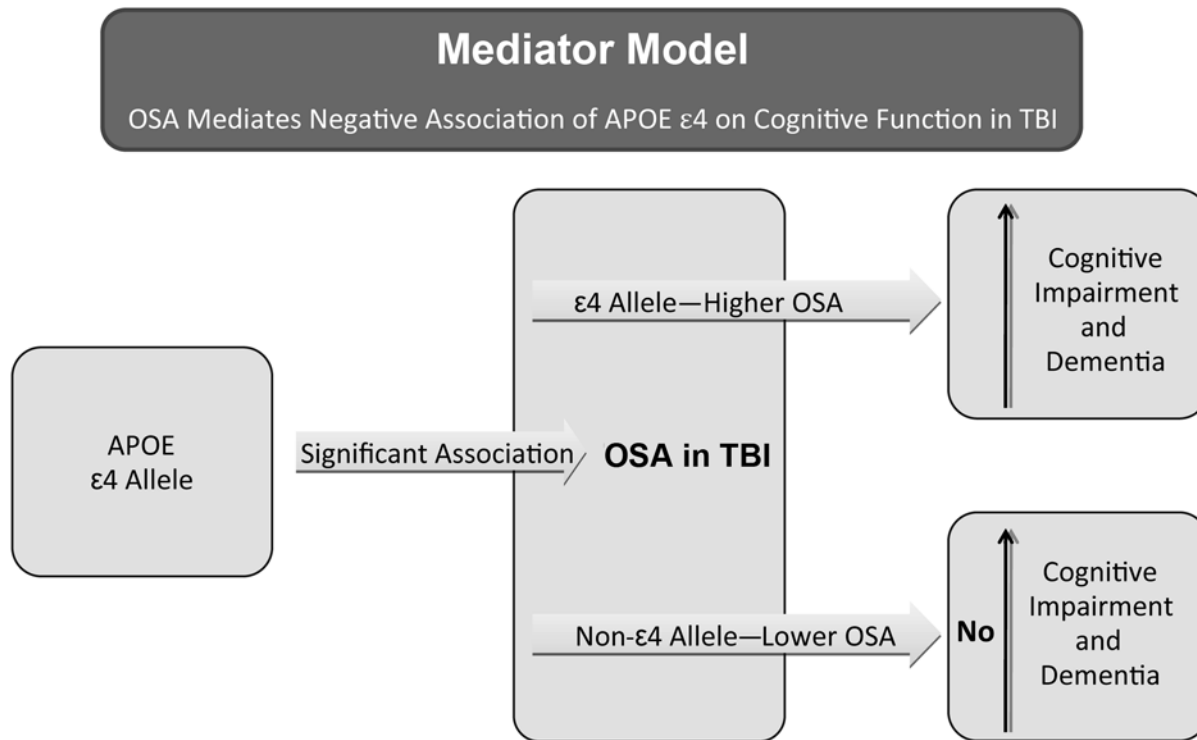 Mediator Model
OSA Mediates Negative Association of APOE ε4 on Cognitive Function in TBI
APOE
ε4 Allele
Significant Association
OSA in TBI
ε4 Allele—Higher OSA
Cognitive
Impairment
and
Dementia
Non-ε4 Allele—Lower OSA
No
Cognitive
Impairment
and
Dementia